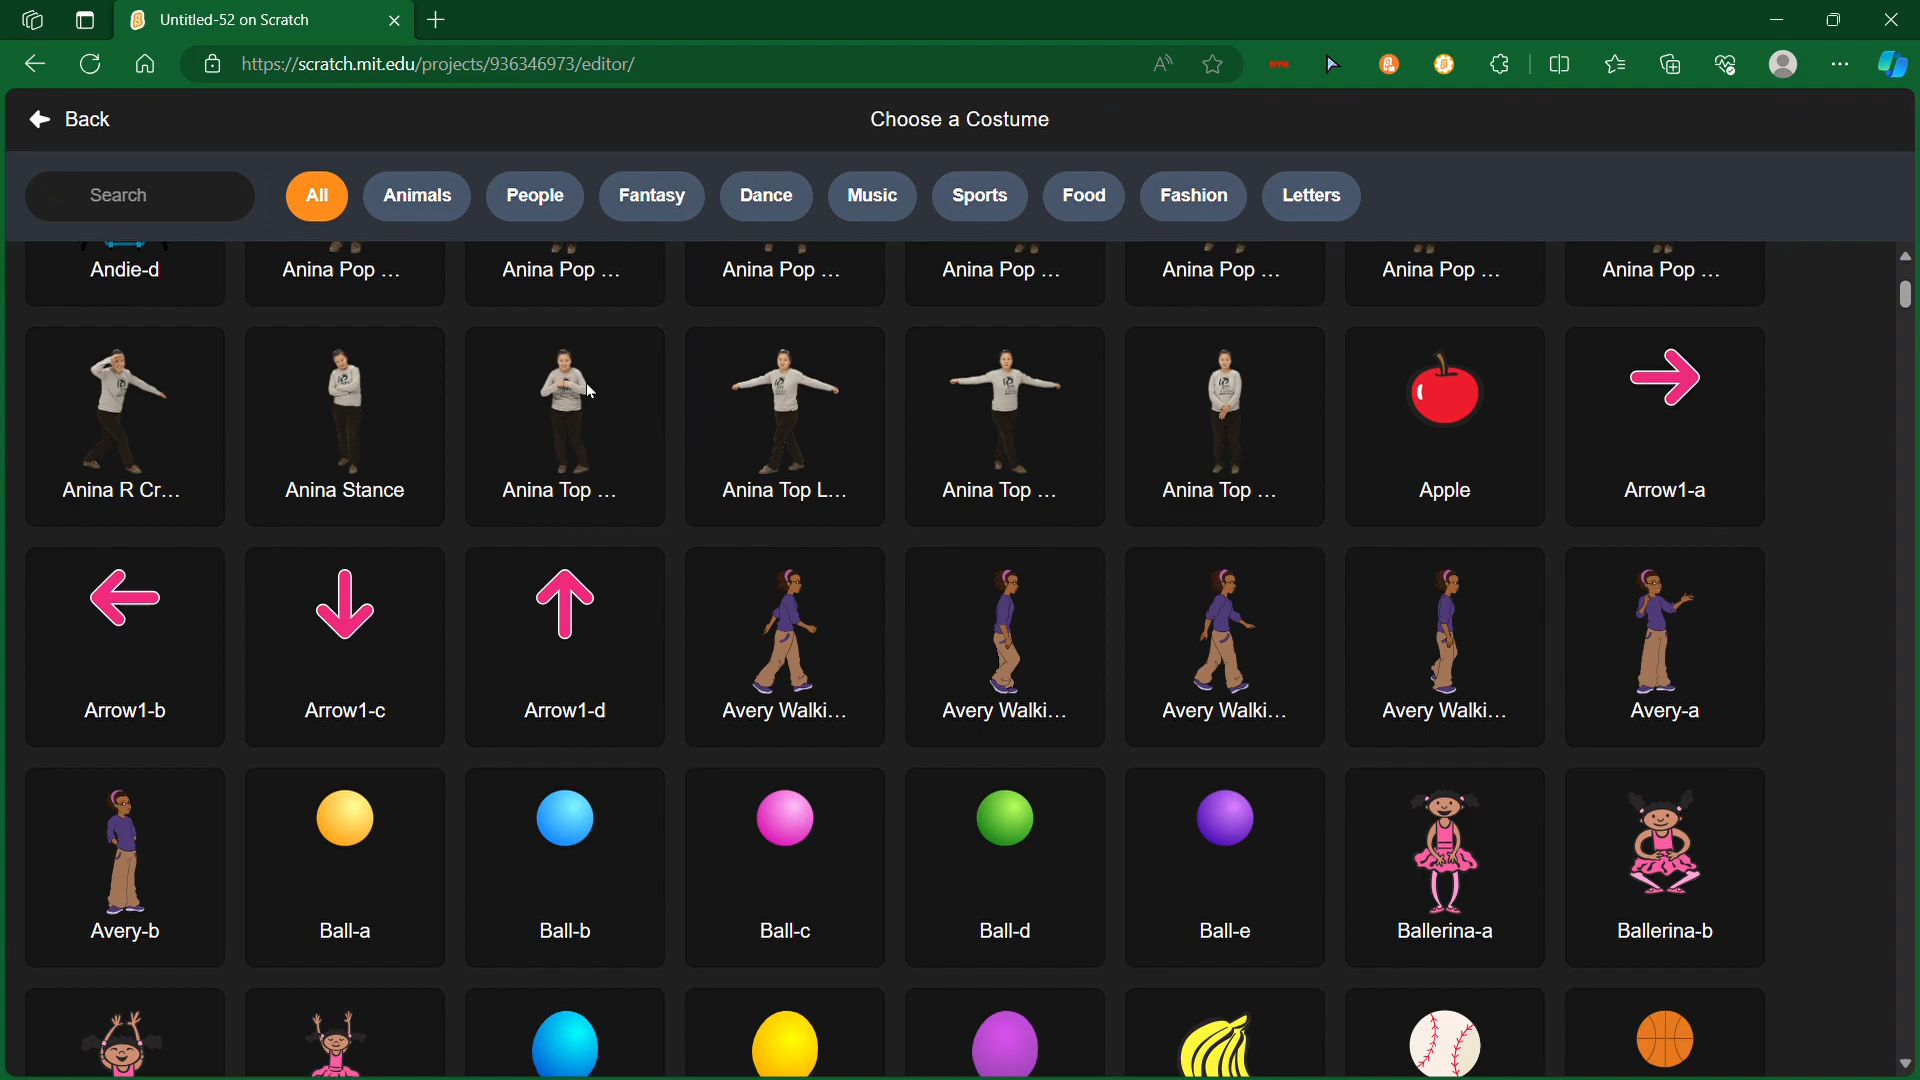 Untitled-52 on Scratch
https://scratch.mit.edu/projects/936346973/editor/
Back
Choose a Costume
Search
All
Animals
People
Fantasy
Dance
Music
Sports
Food
Fashion
Letters
Andie-d
Anina Pop ...
Anina Pop ...
Anina Pop ...
Anina Pop ...
Anina Pop ...
Anina Pop ...
Anina Pop ...
Anina R Cr...
Anina Stance
Anina Top ...
Anina Top L...
Anina Top ...
Anina Top ...
Apple
Arrow1-a
Arrow1-b
Arrow1-c
Arrow1-d
Avery Walki...
Avery Walki...
Avery Walki...
Avery Walki...
Avery-a
Avery-b
Ball-a
Ball-b
Ball-c
Ball-d
Ball-e
Ballerina-a
Ballerina-b